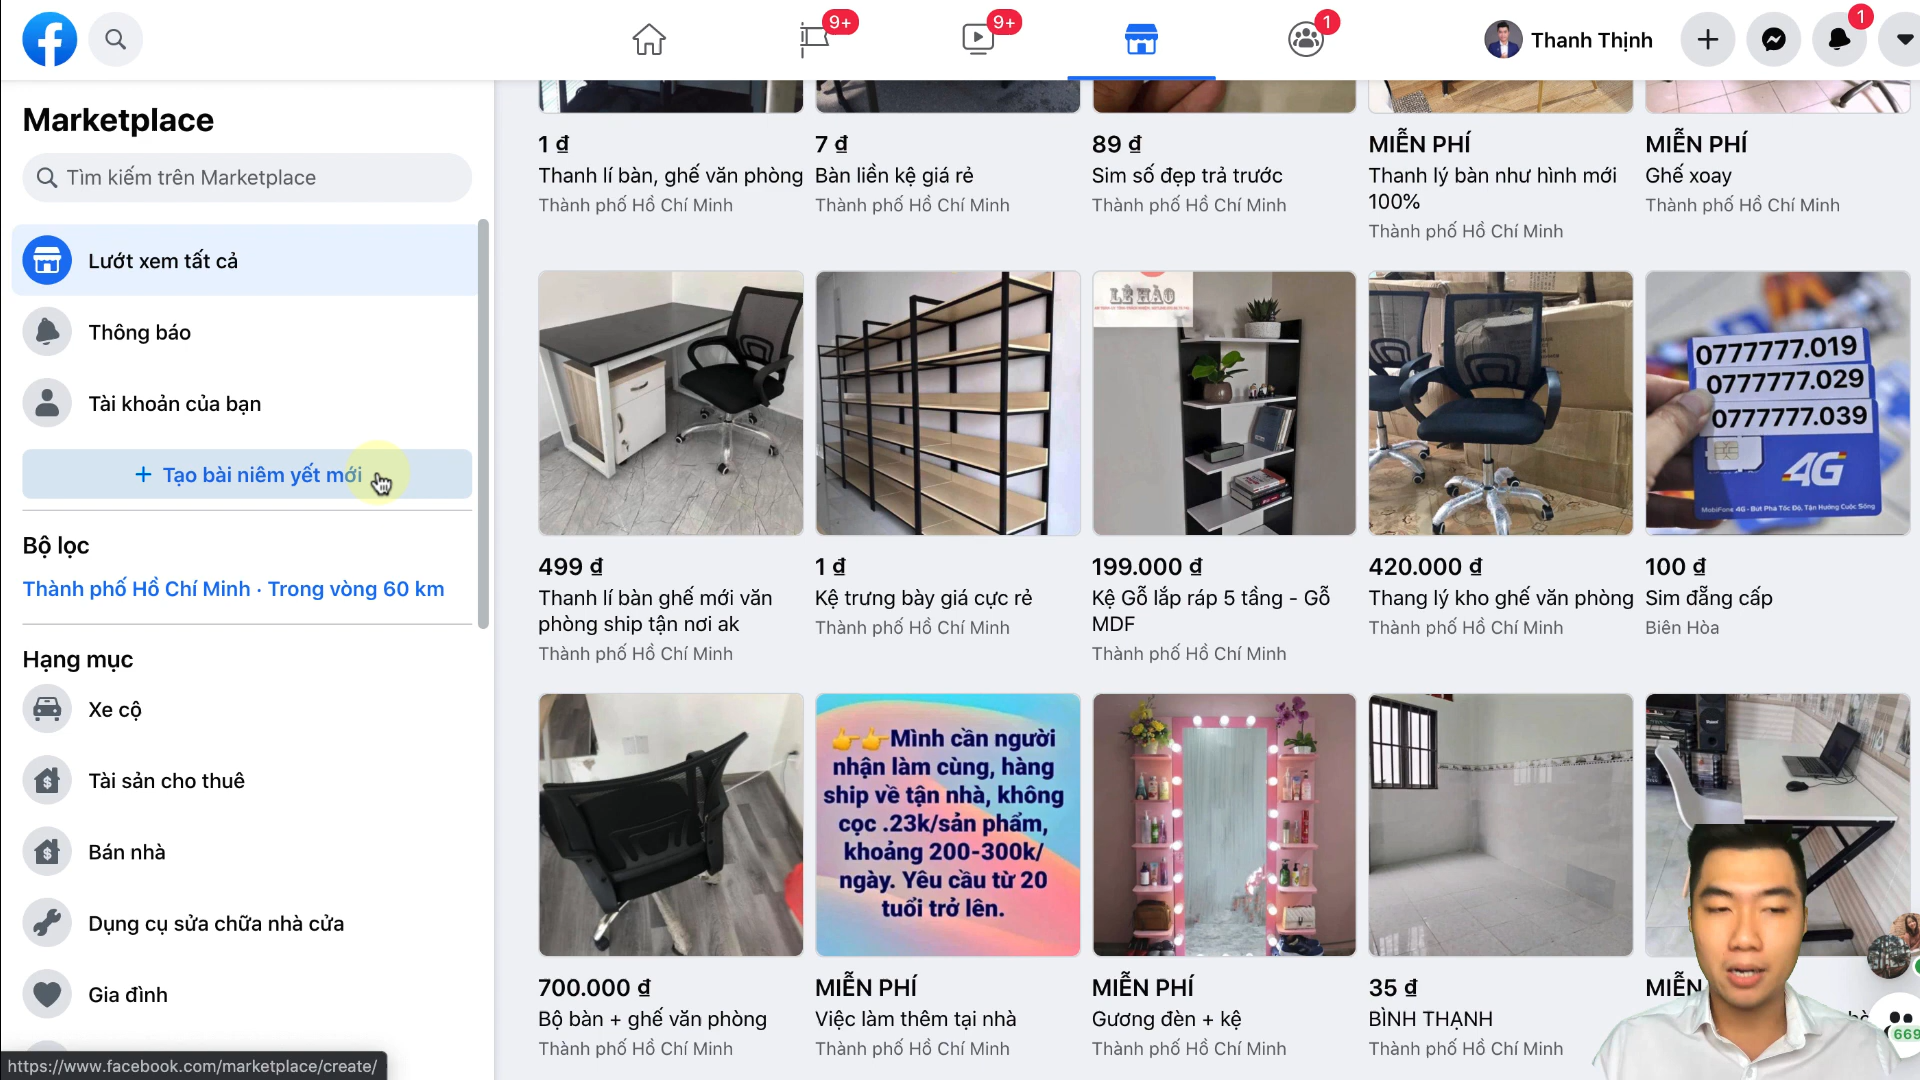 9+
9+
1
Thanh Thịnh
1
Marketplace
Tìm kiếm trên Marketplace
Lướt xem tất cả
Thông báo
Tài khoản của bạn
+ Tạo bài niêm yết mới
Bộ lọc
Thành phố Hồ Chí Minh · Trong vòng 60 km
Hạng mục
Xe cộ
Tài sản cho thuê
Bán nhà
Dụng cụ sửa chữa nhà cửa
Gia đình
https://www.facebook.com/marketplace/create/
1 ₫
Thanh lí bàn, ghế văn phòng
Thành phố Hồ Chí Minh
7 ₫
Bàn liền kệ giá rẻ
Thành phố Hồ Chí Minh
89 ₫
Sim số đẹp trả trước
Thành phố Hồ Chí Minh
MIỄN PHÍ
Thanh lý bàn như hình mới
100%
Thành phố Hồ Chí Minh
MIỄN PHÍ
Ghế xoay
Thành phố Hồ Chí Minh
499 ₫
Thanh lí bàn ghế mới văn
phòng ship tận nơi ak
Thành phố Hồ Chí Minh
1 ₫
Kệ trưng bày giá cực rẻ
Thành phố Hồ Chí Minh
LÊ HÀO
199.000 ₫
Kệ Gỗ lắp ráp 5 tầng - Gỗ
MDF
Thành phố Hồ Chí Minh
420.000 ₫
Thang lý kho ghế văn phòng
Thành phố Hồ Chí Minh
0777777.019
0777777.029
0777777.039
4G
MobiFone 4G - Bứt Phá Tốc Độ, Tận Hưởng Cuộc Sống
100 ₫
Sim đẵng cấp
Biên Hòa
700.000 ₫
Bộ bàn + ghế văn phòng
Thành phố Hồ Chí Minh
👉👉Mình cần người
nhận làm cùng, hàng
ship về tận nhà, không
cọc .23k/sản phẩm,
khoảng 200-300k/
ngày. Yêu cầu từ 20
tuổi trở lên.
MIỄN PHÍ
Việc làm thêm tại nhà
Thành phố Hồ Chí Minh
MIỄN PHÍ
Gương đèn + kệ
Thành phố Hồ Chí Minh
35 ₫
BÌNH THẠNH
Thành phố Hồ Chí Minh
MIỄN
669